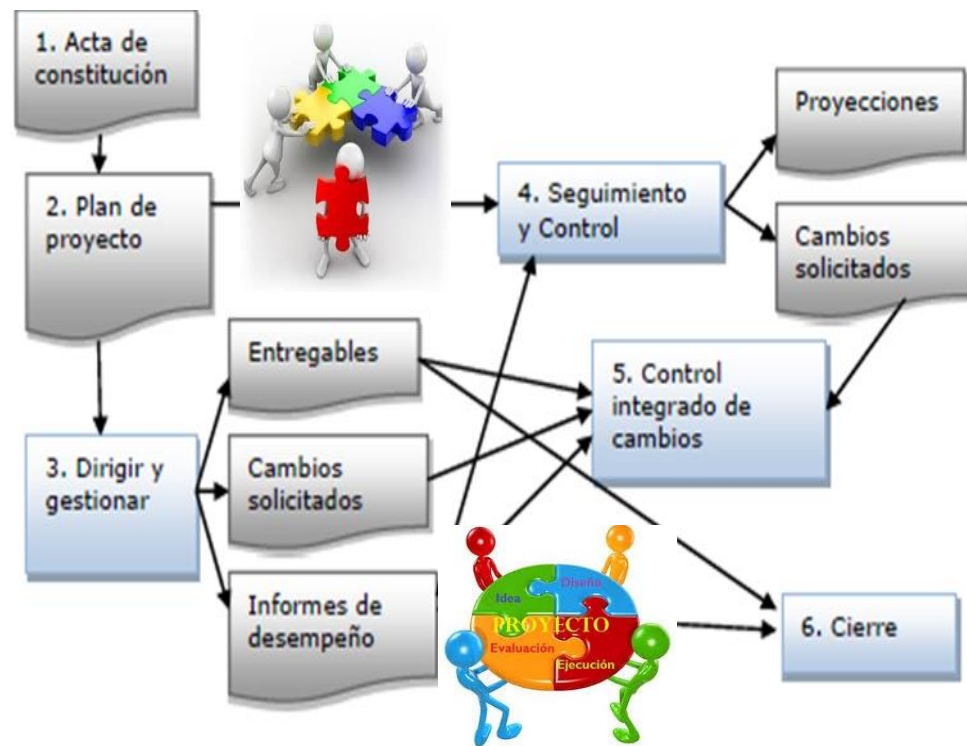 1. Acta de
constitución
2. Plan de
proyecto
3. Dirigir y
gestionar
Entregables
Cambios
solicitados
Informes de
desempeño
4. Seguimiento
y Control
Proyecciones
Cambios
solicitados
5. Control
integrado de
cambios
6. Cierre
Diseño
Idea
PROYECTO
Evaluación
Ejecución